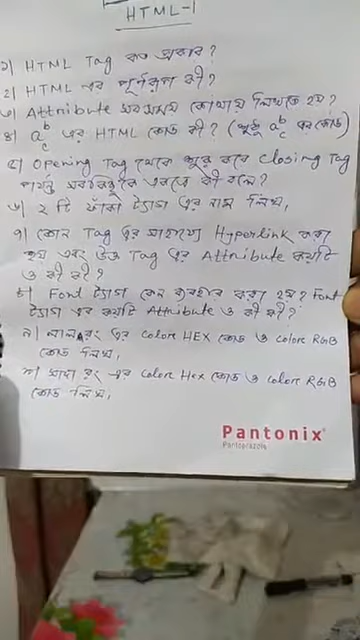 HTML-1
১) HTML Tag কত প্রকার?
২) HTML এর পূর্ণরূপ কী?
৩) Attribute সবসময় কোথায় লিখতে হয়?
৪) a^b_c এর HTML কোড কী? (শুধু a^b_c এর কোড)
৫) Opening Tag থেকে শুরু করে Closing Tag
পর্যন্ত সবকিছুকে একত্রে কী বলে?
৬) ২ টি ফাঁকা ট্যাগ এর নাম লিখ,
৭) কোন Tag এর সাহায্যে Hyperlink করা
হয় এবং উক্ত Tag এর Attribute কয়টি
ও কী কী?
৮) Font ট্যাগ কেন ব্যবহার করা হয়? Font
ট্যাগ এর কয়টি Attribute ও কী কী?
৯) লাল রং এর color HEX কোড ও color RGB
কোড লিখ,
১০) সাদা রং এর color Hex কোড ও color RGB
কোড লিখ,
Pantonix®
Pantoprazole